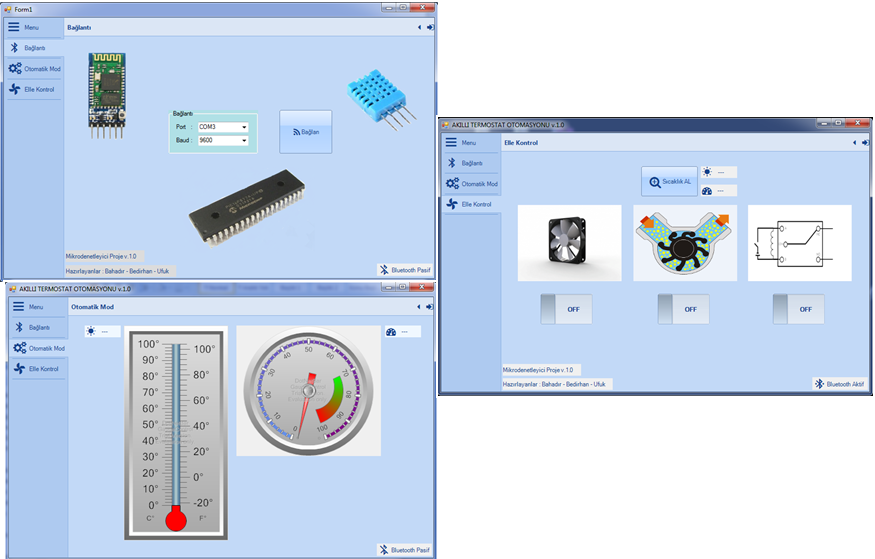 Form1
Menu
Bağlantı
Otomatik Mod
Elle Kontrol
Bağlantı
Bağlantı
Port :
COM3
Baud :
9600
Bağlan
Mikrodenetleyici Proje v.1.0
Hazırlayanlar : Bahadır - Bedirhan - Ufuk
Bluetooth Pasif
AKILLI TERMOSTAT OTOMASYONU v.1.0
Menu
Bağlantı
Otomatik Mod
Elle Kontrol
Elle Kontrol
Sıcaklık AL
---
---
OFF
OFF
OFF
Mikrodenetleyici Proje v.1.0
Hazırlayanlar : Bahadır - Bedirhan - Ufuk
Bluetooth Aktif
AKILLI TERMOSTAT OTOMASYONU v.1.0
Menu
Bağlantı
Otomatik Mod
Elle Kontrol
Otomatik Mod
---
---
100° 100°
90°
80° 80°
70°
60° 60°
50°
40° 40°
30°
20° 20°
10° 0°
0° -20°
C° F°
0 10 20 30 40 50 60 70 80 90 100
Bluetooth Pasif